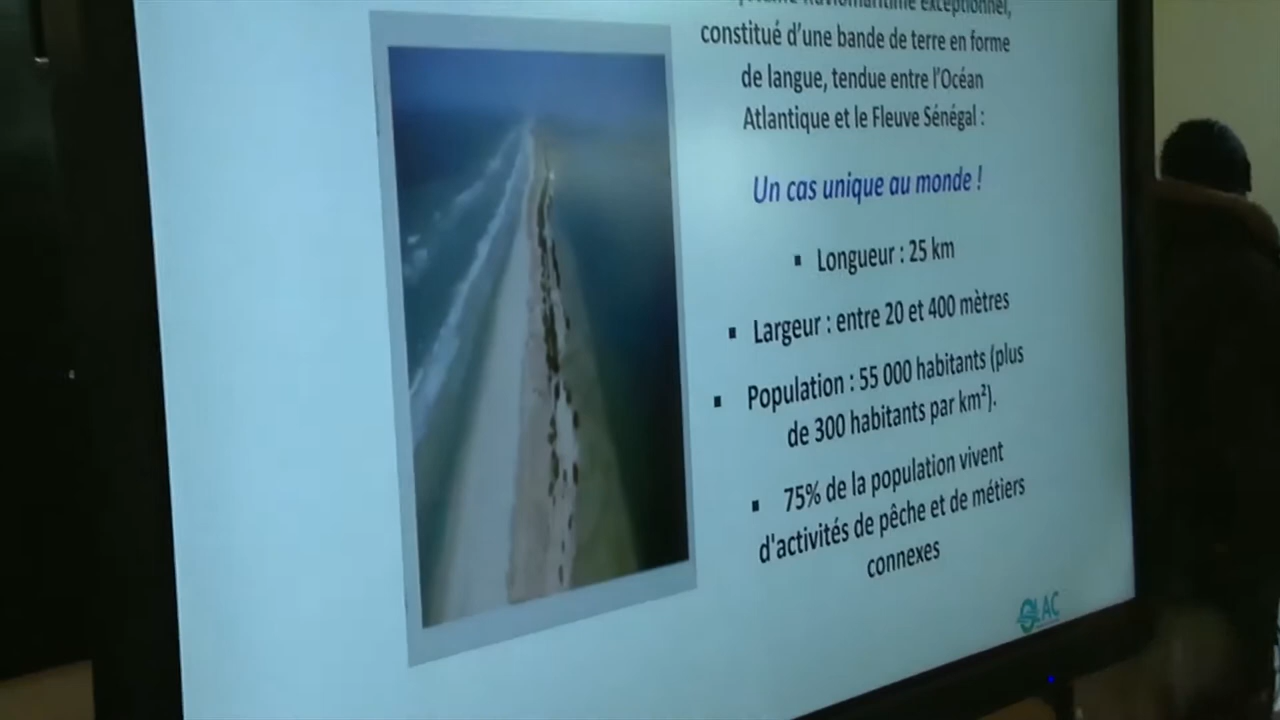 fluviomaritime exceptionnel,
constitué d'une bande de terre en forme
de langue, tendue entre l'Océan
Atlantique et le Fleuve Sénégal :
Un cas unique au monde !
▪ Longueur : 25 km
▪ Largeur : entre 20 et 400 mètres
▪ Population : 55 000 habitants (plus
de 300 habitants par km²).
▪ 75% de la population vivent
d'activités de pêche et de métiers
connexes